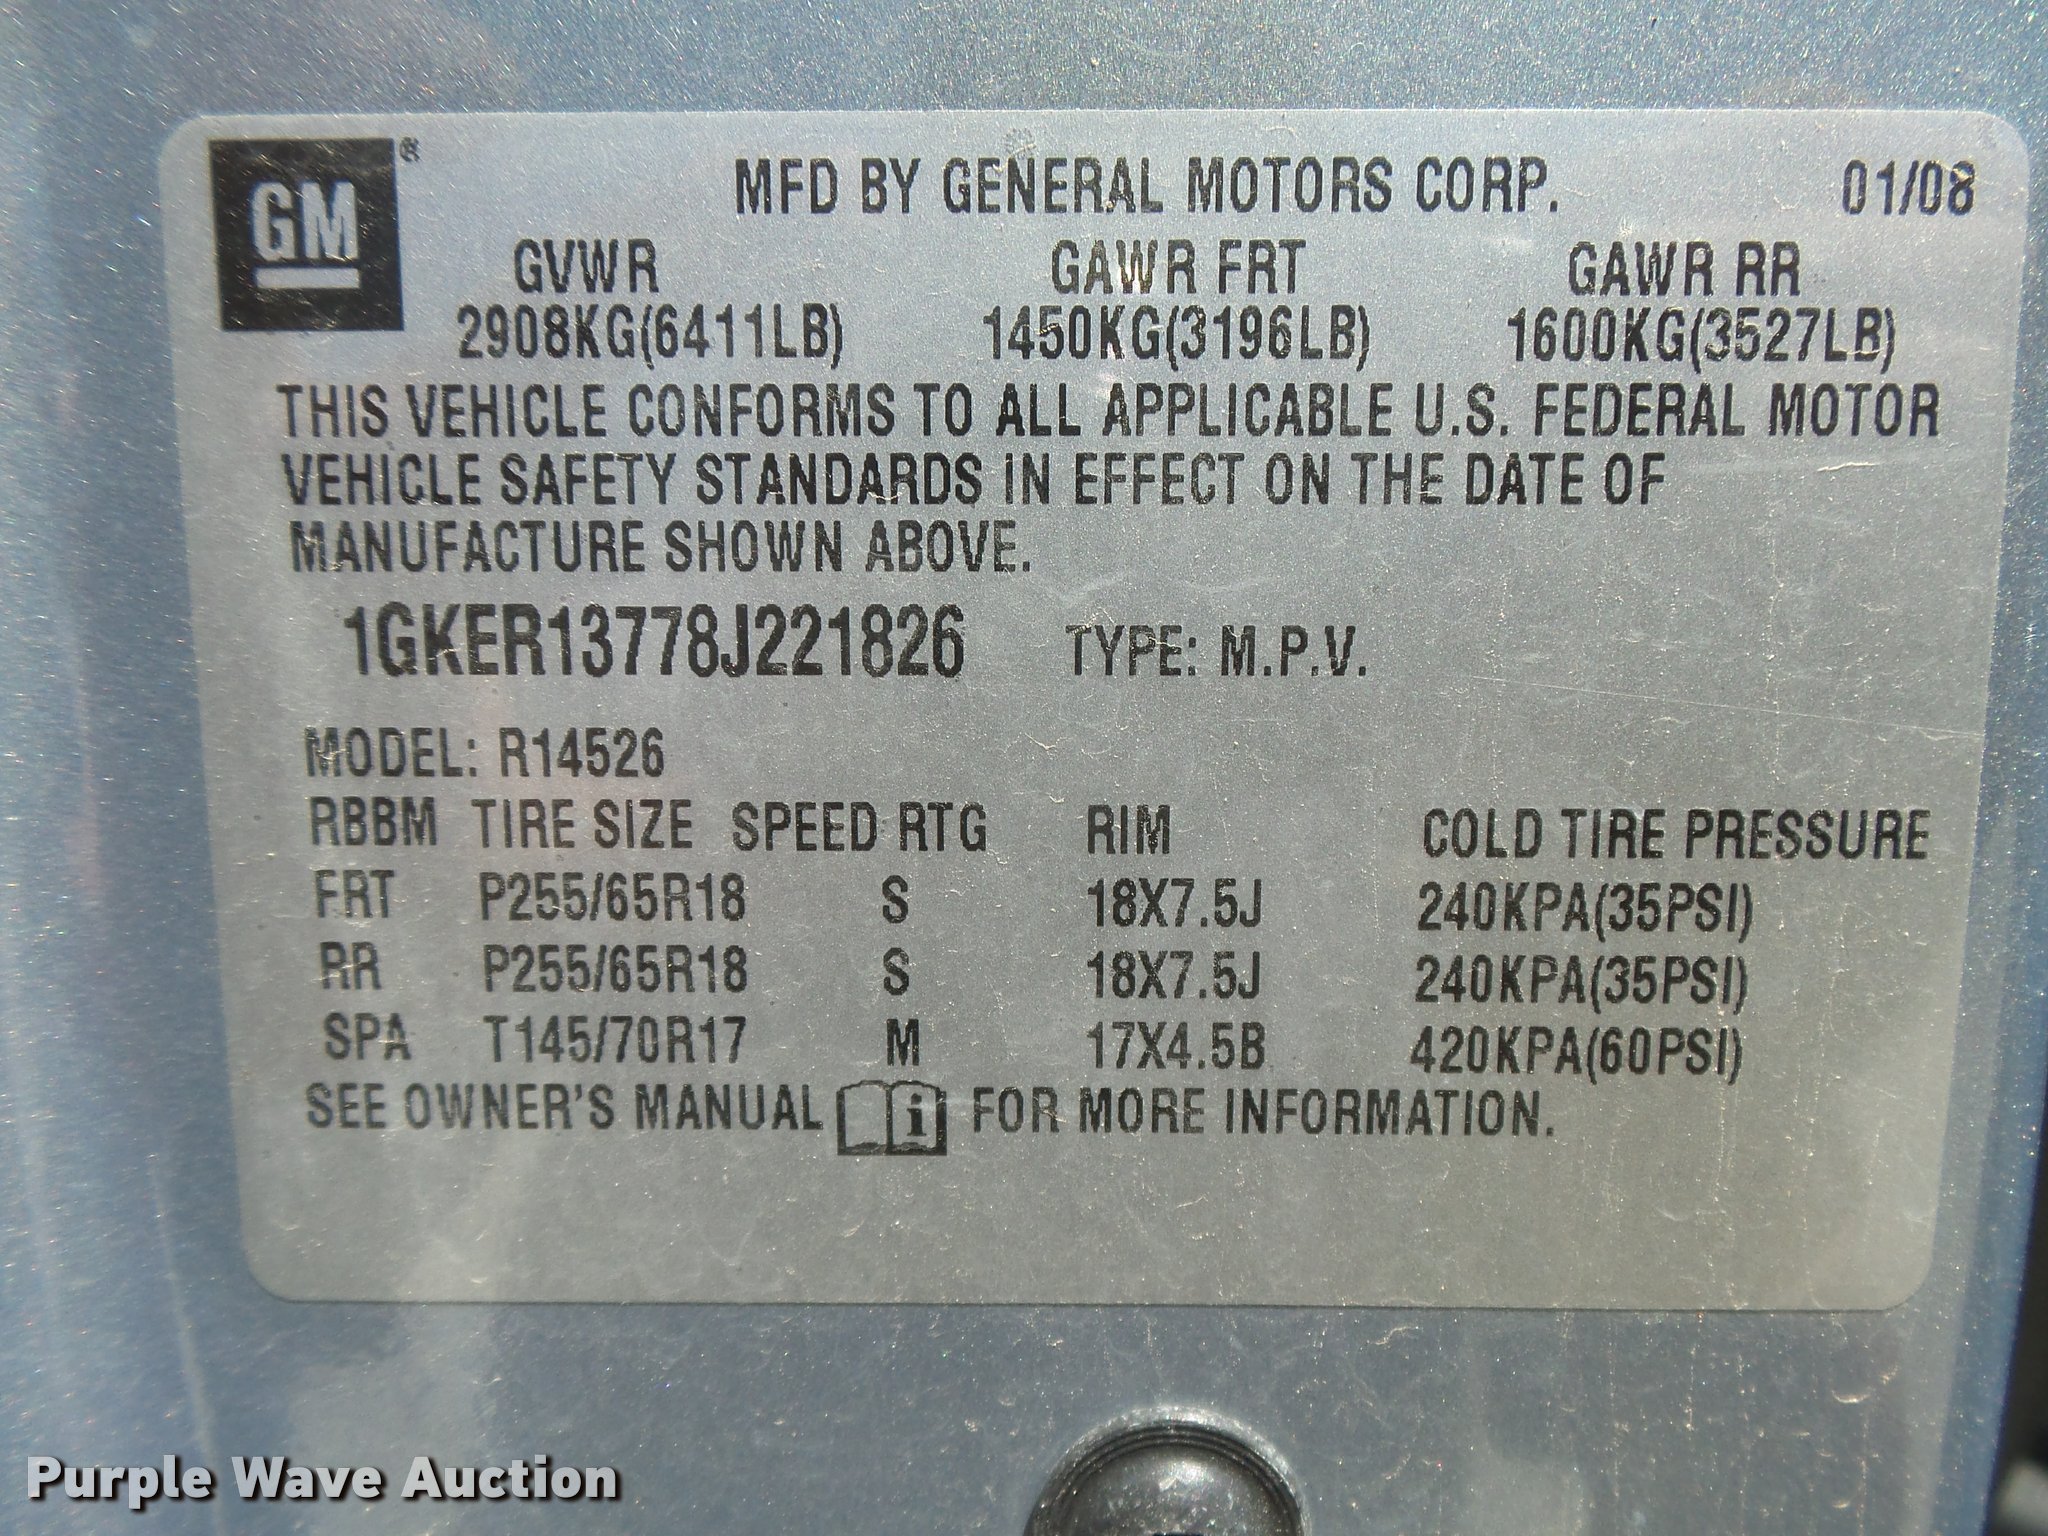 GM®
MFD BY GENERAL MOTORS CORP. 01/08
GVWR GAWR FRT GAWR RR
2908KG(6411LB) 1450KG(3196LB) 1600KG(3527LB)
THIS VEHICLE CONFORMS TO ALL APPLICABLE U.S. FEDERAL MOTOR
VEHICLE SAFETY STANDARDS IN EFFECT ON THE DATE OF
MANUFACTURE SHOWN ABOVE.
1GKER13778J221826 TYPE: M.P.V.
MODEL: R14526
RBBM TIRE SIZE SPEED RTG RIM COLD TIRE PRESSURE
FRT P255/65R18 S 18X7.5J 240KPA(35PSI)
RR P255/65R18 S 18X7.5J 240KPA(35PSI)
SPA T145/70R17 M 17X4.5B 420KPA(60PSI)
SEE OWNER'S MANUAL i FOR MORE INFORMATION.
Purple Wave Auction